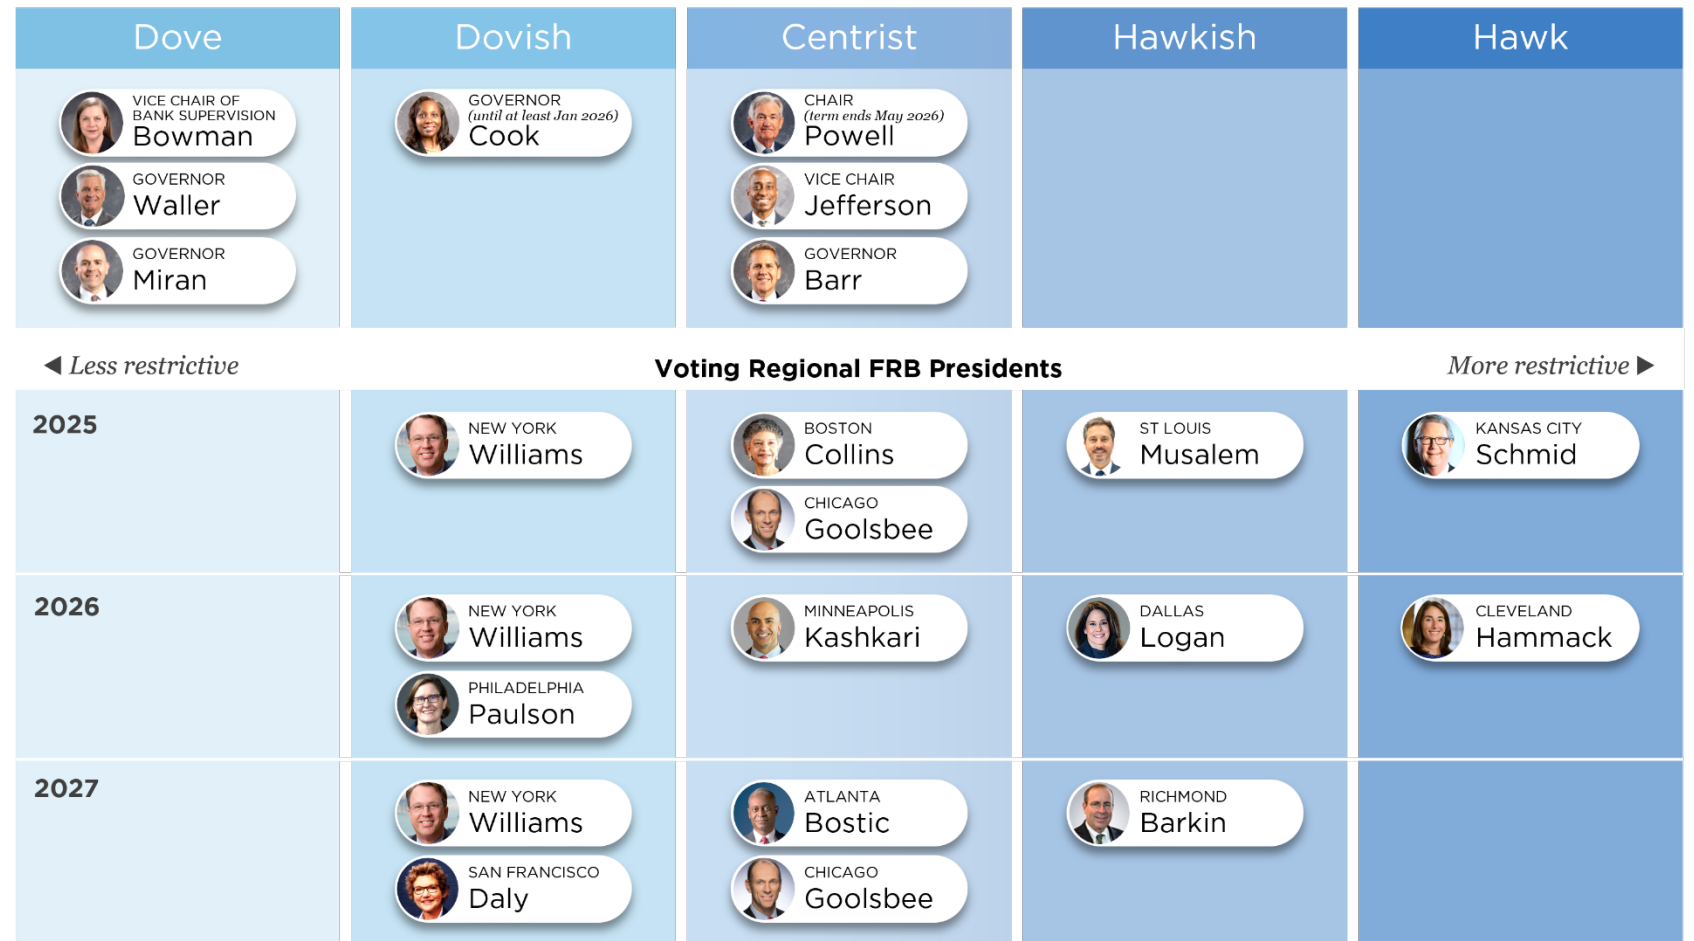 Dove
Dovish
Centrist
Hawkish
Hawk
VICE CHAIR OF
BANK SUPERVISION
Bowman
GOVERNOR
(until at least Jan 2026)
Cook
CHAIR
(term ends May 2026)
Powell
GOVERNOR
Waller
VICE CHAIR
Jefferson
GOVERNOR
Miran
GOVERNOR
Barr
◀ Less restrictive
Voting Regional FRB Presidents
More restrictive ▶
2025
NEW YORK
Williams
BOSTON
Collins
ST LOUIS
Musalem
KANSAS CITY
Schmid
CHICAGO
Goolsbee
2026
NEW YORK
Williams
MINNEAPOLIS
Kashkari
DALLAS
Logan
CLEVELAND
Hammack
PHILADELPHIA
Paulson
2027
NEW YORK
Williams
ATLANTA
Bostic
RICHMOND
Barkin
SAN FRANCISCO
Daly
CHICAGO
Goolsbee